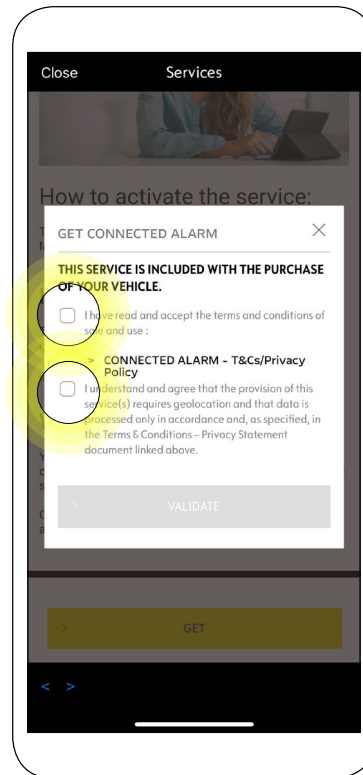 Close
Services
How to activate the service:
GET CONNECTED ALARM
THIS SERVICE IS INCLUDED WITH THE PURCHASE
OF YOUR VEHICLE.
I have read and accept the terms and conditions of
sale and use :
> CONNECTED ALARM - T&Cs/Privacy
Policy
I understand and agree that the provision of this
service(s) requires geolocation and that data is
processed only in accordance and, as specified, in
the Terms & Conditions – Privacy Statement
document linked above.
> VALIDATE
> GET
< >